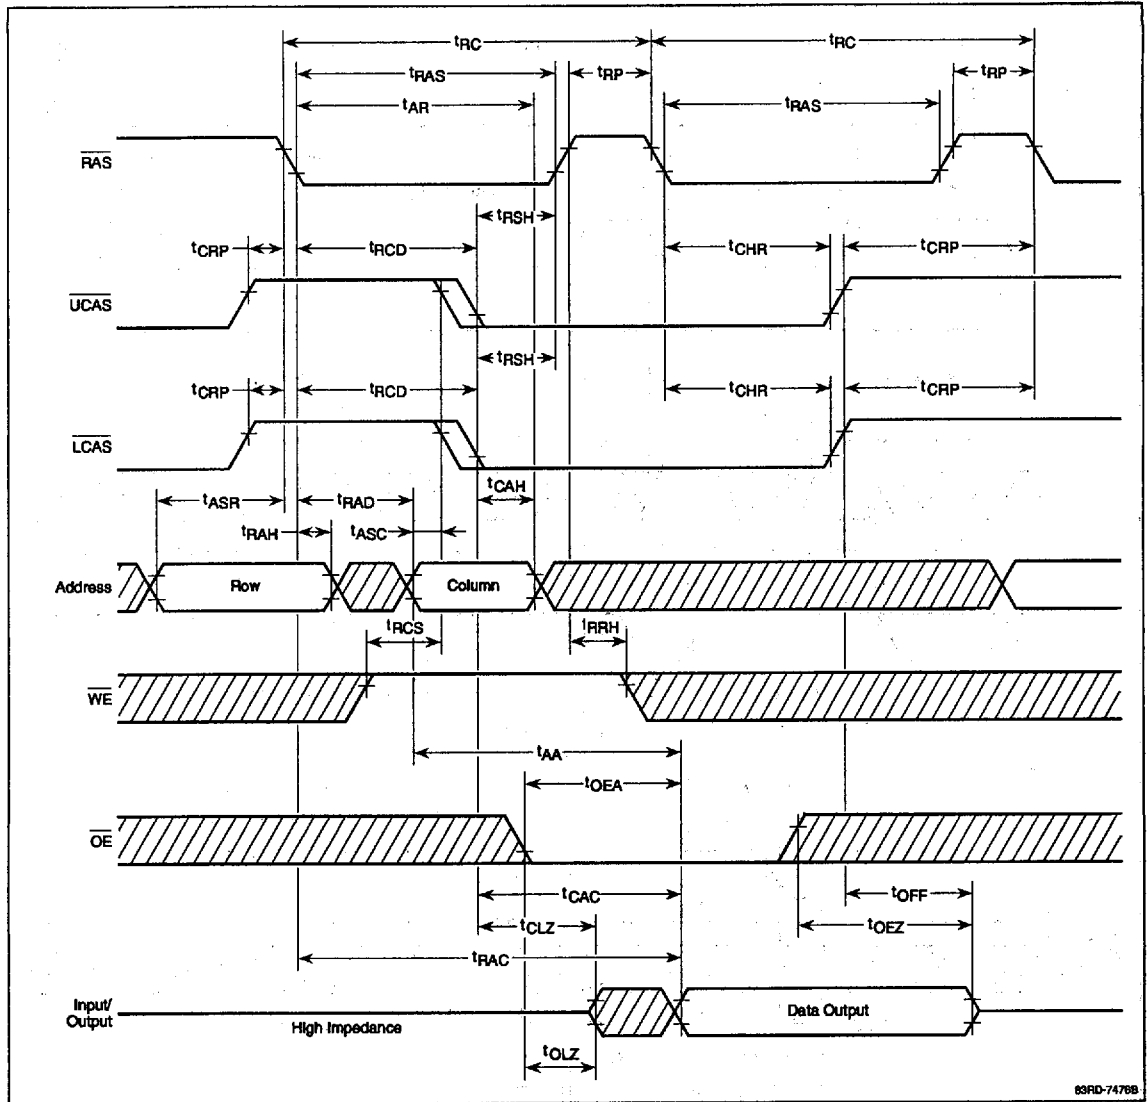 tRC tRC
tRAS tRP tRP
tAR tRAS
RAS
tRSH
tCRP tRCD tCHR tCRP
UCAS
tRSH
tCRP tRCD tCHR tCRP
LCAS
tCAH
tASR tRAD
tRAH tASC
Address Row Column
tRCS tRRH
WE
tAA
tOEA
OE
tCAC tOFF
tCLZ tOEZ
tRAC
Input/
Output High Impedance Data Output
tOLZ
83RD-7476B